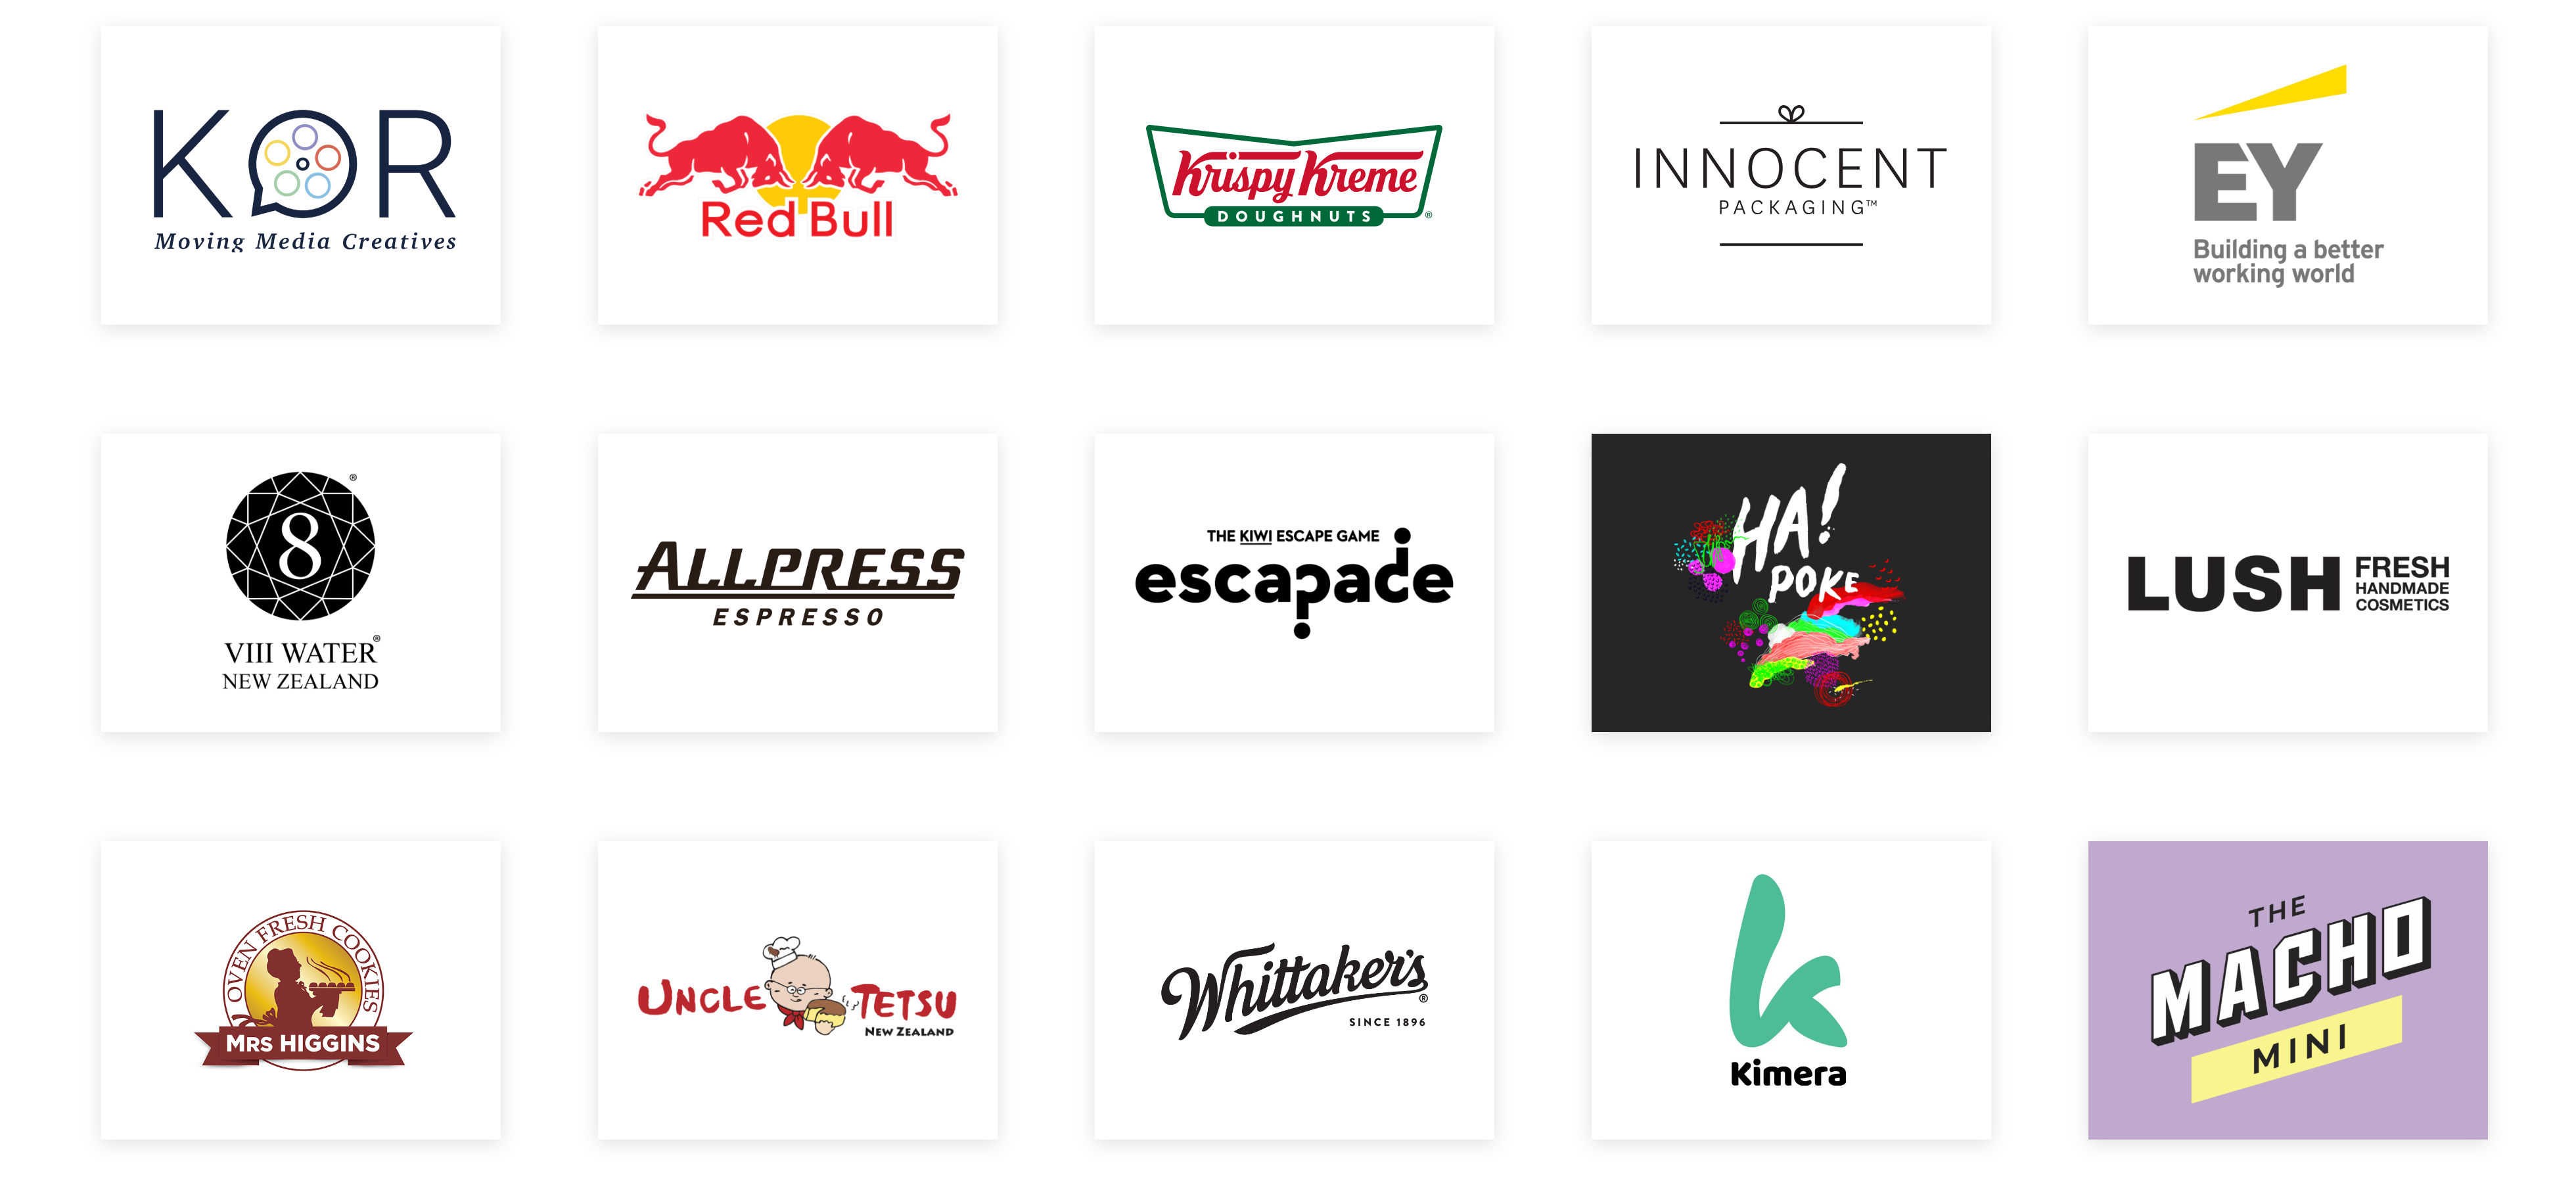 KOR
Moving Media Creatives
Red Bull
Krispy Kreme
DOUGHNUTS
®
INNOCENT
PACKAGING™
EY
Building a better
working world
8
®
VIII WATER®
NEW ZEALAND
ALLPRESS
ESPRESSO
THE KIWI ESCAPE GAME
escapade
HA!
POKE
LUSH
FRESH
HANDMADE
COSMETICS
OVEN FRESH COOKIES
MRS HIGGINS
UNCLE TETSU
NEW ZEALAND
Whittaker's
®
SINCE 1896
k
Kimera
THE
MACHO
MINI